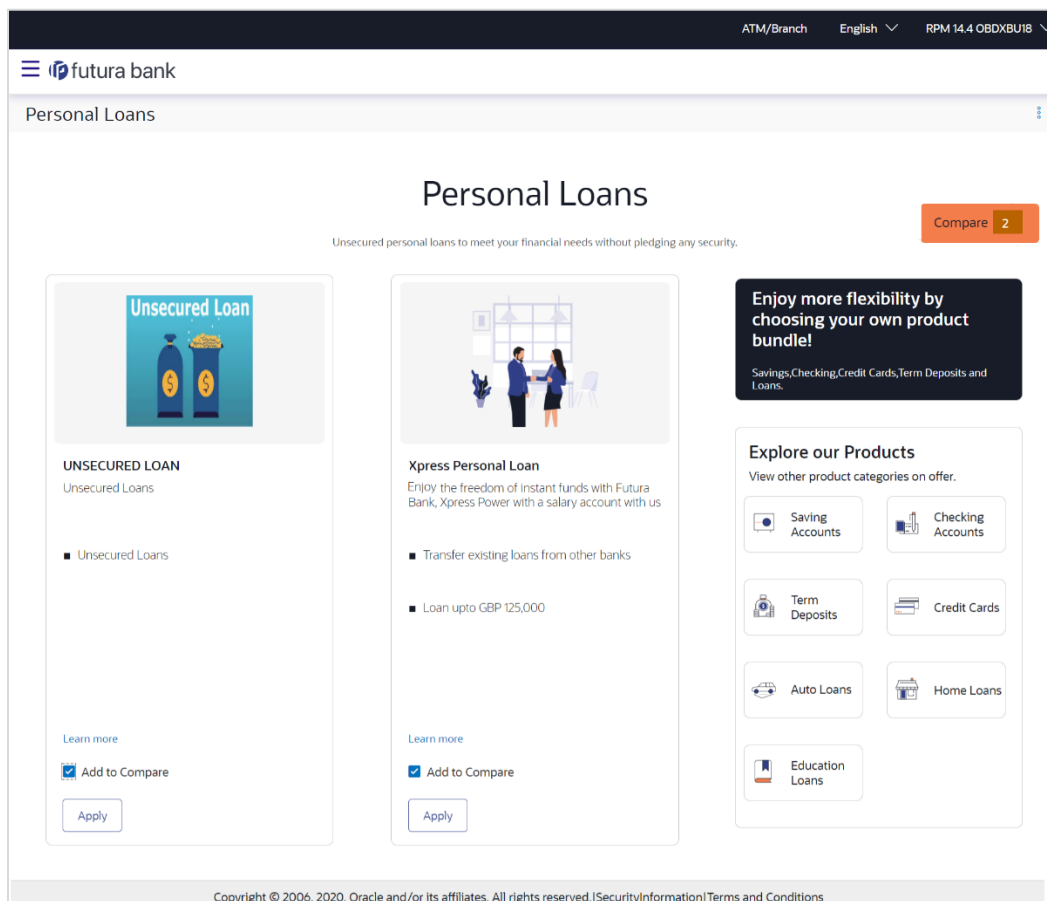 ATM/Branch English RPM 14.4 OBDXBU18
futura bank
Personal Loans
Personal Loans
Compare 2
Unsecured personal loans to meet your financial needs without pledging any security.
Unsecured Loan
UNSECURED LOAN
Unsecured Loans
Unsecured Loans
Learn more
Add to Compare
Apply
Xpress Personal Loan
Enjoy the freedom of instant funds with Futura
Bank, Xpress Power with a salary account with us
Transfer existing loans from other banks
Loan upto GBP 125,000
Learn more
Add to Compare
Apply
Enjoy more flexibility by
choosing your own product
bundle!
Savings,Checking,Credit Cards,Term Deposits and
Loans.
Explore our Products
View other product categories on offer.
Saving
Accounts
Checking
Accounts
Term
Deposits
Credit Cards
Auto Loans
Home Loans
Education
Loans
Copyright © 2006, 2020, Oracle and/or its affiliates. All rights reserved.|SecurityInformation|Terms and Conditions